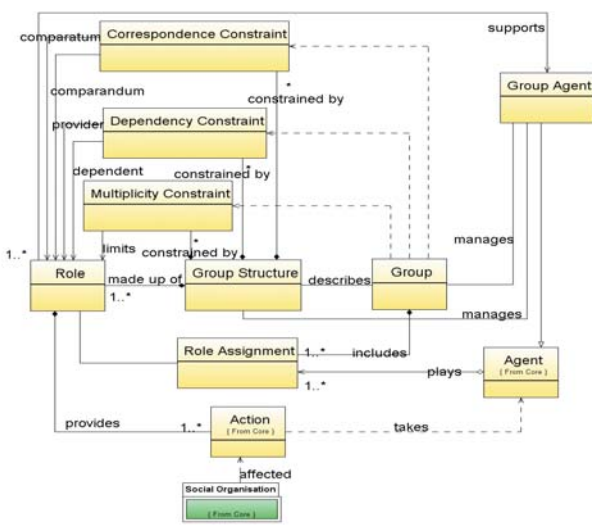 comparatum
Correspondence Constraint
supports
Group Agent
comparandum
*
constrained by
provider
Dependency Constraint
dependent
*
constrained by
Multiplicity Constraint
limits
*
constrained by
manages
1..*
Role
made up of
1..*
Group Structure
describes
Group
manages
Role Assignment
1..*
includes
1..*
plays
Agent
{ From Core }
provides
1..*
Action
{ From Core }
takes
affected
Social Organisation
{ From Core }